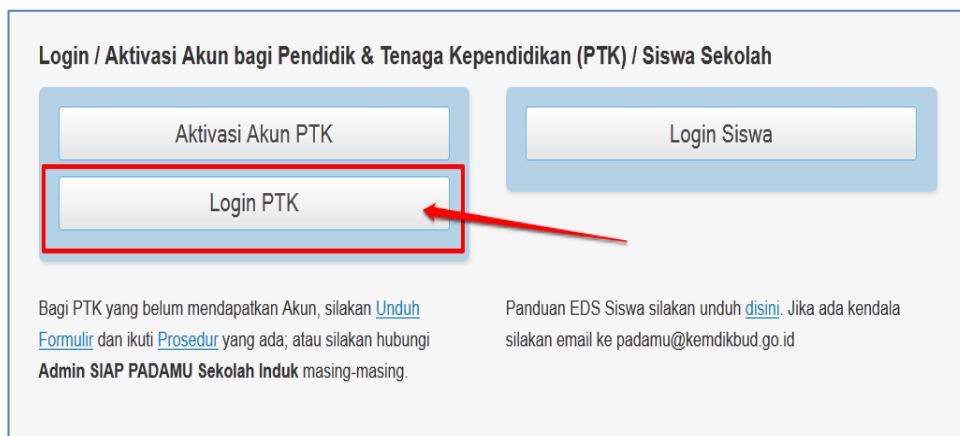 Login / Aktivasi Akun bagi Pendidik & Tenaga Kependidikan (PTK) / Siswa Sekolah
Aktivasi Akun PTK
Login PTK
Login Siswa
Bagi PTK yang belum mendapatkan Akun, silakan Unduh
Formulir dan ikuti Prosedur yang ada; atau silakan hubungi
Admin SIAP PADAMU Sekolah Induk masing-masing.
Panduan EDS Siswa silakan unduh disini. Jika ada kendala
silakan email ke padamu@kemdikbud.go.id